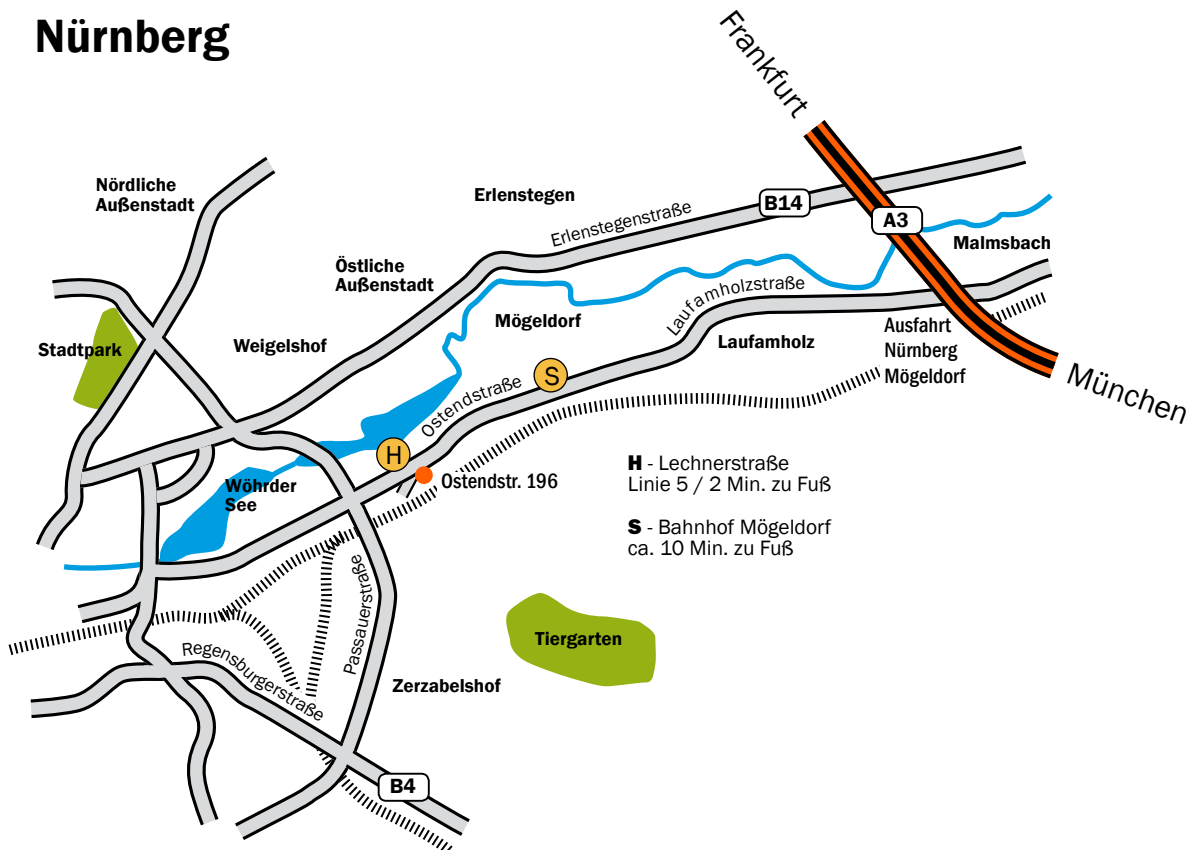 Nürnberg
Frankfurt
Nördliche
Außenstadt
Erlenstegen
Erlenstegenstraße
B14
A3
Malmsbach
Östliche
Außenstadt
Laufamholzstraße
Mögeldorf
Stadtpark
Weigelshof
Laufamholz
Ausfahrt
Nürnberg
Mögeldorf
München
S
Ostendstraße
H
Wöhrder
See
Ostendstr. 196
H - Lechnerstraße
Linie 5 / 2 Min. zu Fuß
S - Bahnhof Mögeldorf
ca. 10 Min. zu Fuß
Passauerstraße
Tiergarten
Regensburgerstraße
Zerzabelshof
B4